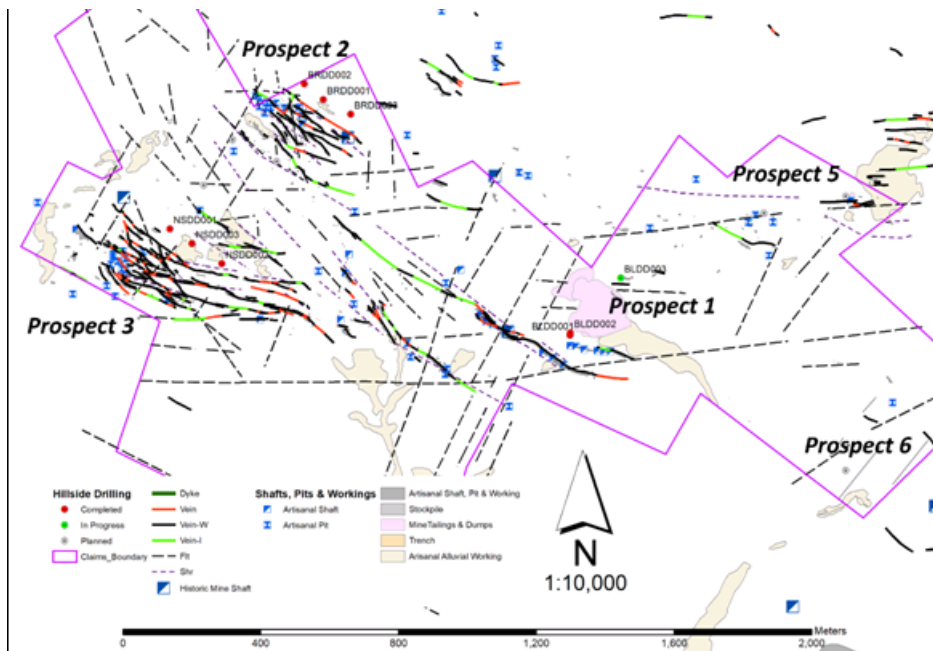 Prospect 2
BRDD002
BRDD001
BRDD003
Prospect 5
NSDD001
NSDD003
NSDD002
BLDD003
Prospect 1
Prospect 3
BLDD001
BLDD002
Prospect 6
Hillside Drilling
Completed
In Progress
Planned
Claims_Boundary
Dyke
Vein
Vein-W
Vein-I
Flt
Shr
Historic Mine Shaft
Shafts, Pits & Workings
Artisanal Shaft
Artisanal Pit
Artisanal Shaft, Pit & Working
Stockpile
MineTailings & Dumps
Trench
Arisanal Alluvial Working
N
1:10,000
Meters
0 400 800 1,200 1,600 2,000